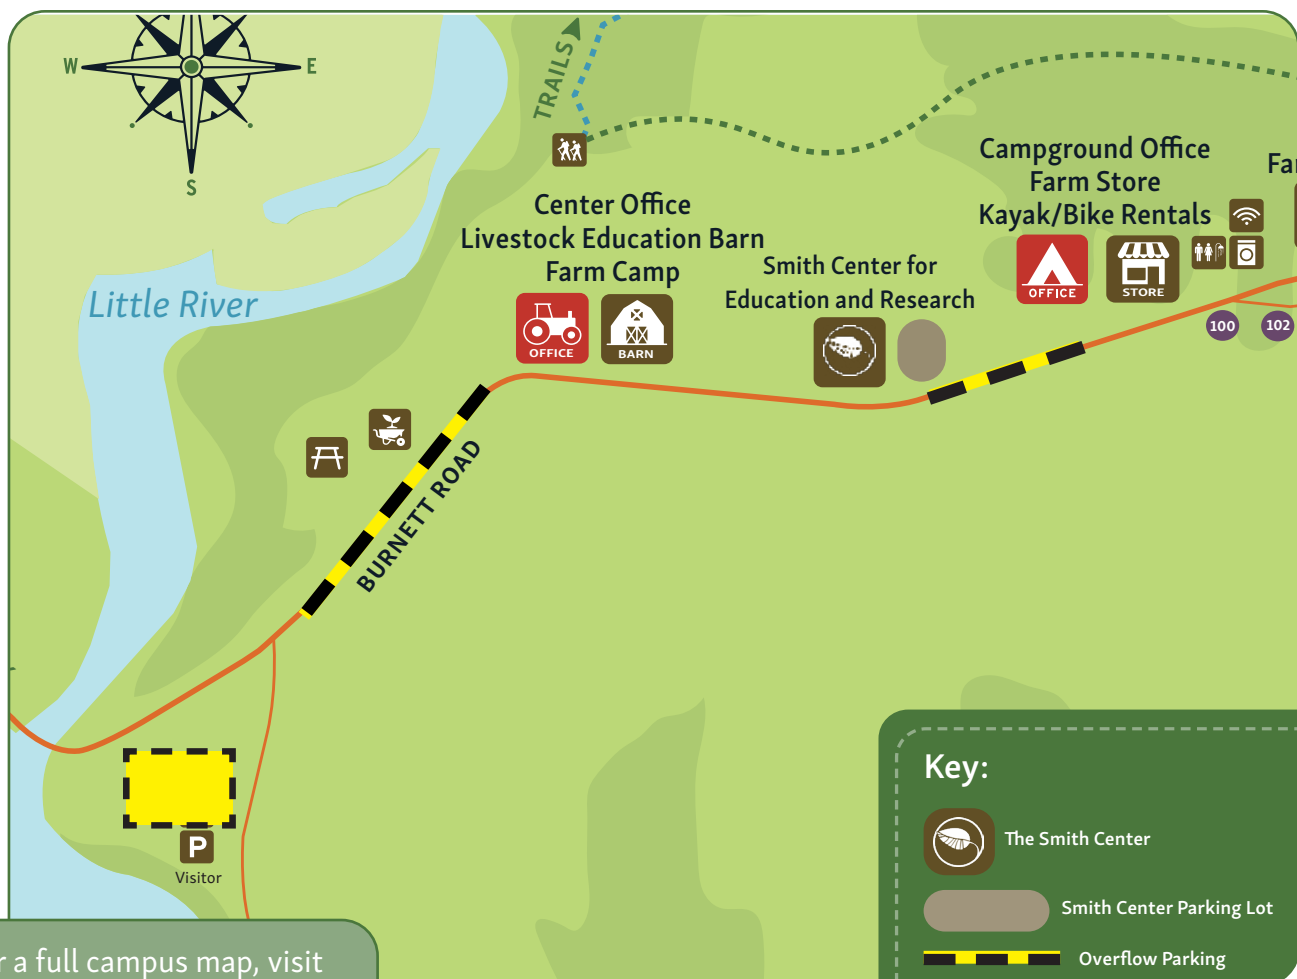 W
E
S
TRAILS
Center Office
Livestock Education Barn
Farm Camp
OFFICE
BARN
Smith Center for
Education and Research
Campground Office
Farm Store
Kayak/Bike Rentals
OFFICE
STORE
100
102
Little River
BURNETT ROAD
P
Visitor
Key:
The Smith Center
Smith Center Parking Lot
Overflow Parking
a full campus map, visit